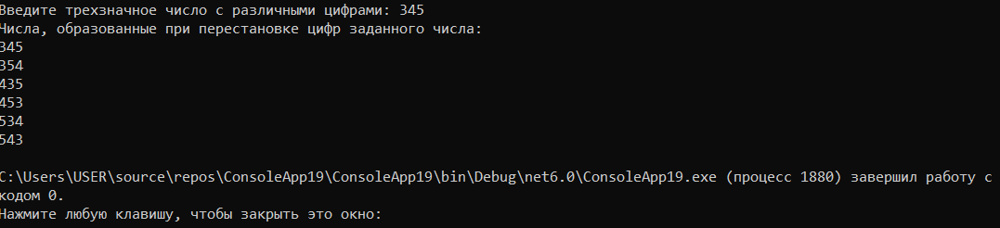 Введите трехзначное число с различными цифрами: 345
Числа, образованные при перестановке цифр заданного числа:
345
354
435
453
534
543
C:\Users\USER\source\repos\ConsoleApp19\ConsoleApp19\bin\Debug\net6.0\ConsoleApp19.exe (процесс 1880) завершил работу с
кодом 0.
Нажмите любую клавишу, чтобы закрыть это окно: